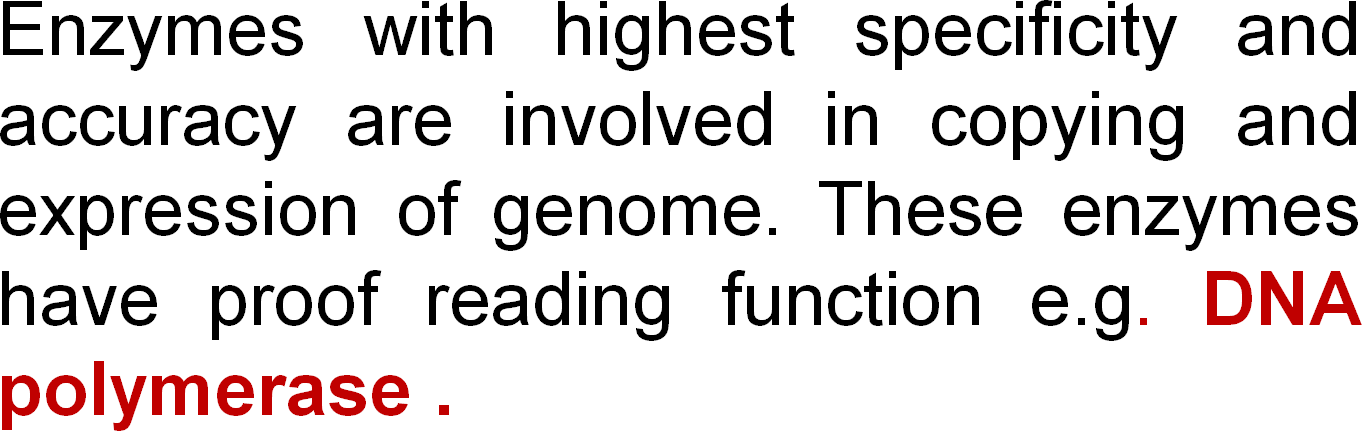 Enzymes with highest specificity and
accuracy are involved in copying and
expression of genome. These enzymes
have proof reading function e.g. DNA
polymerase .